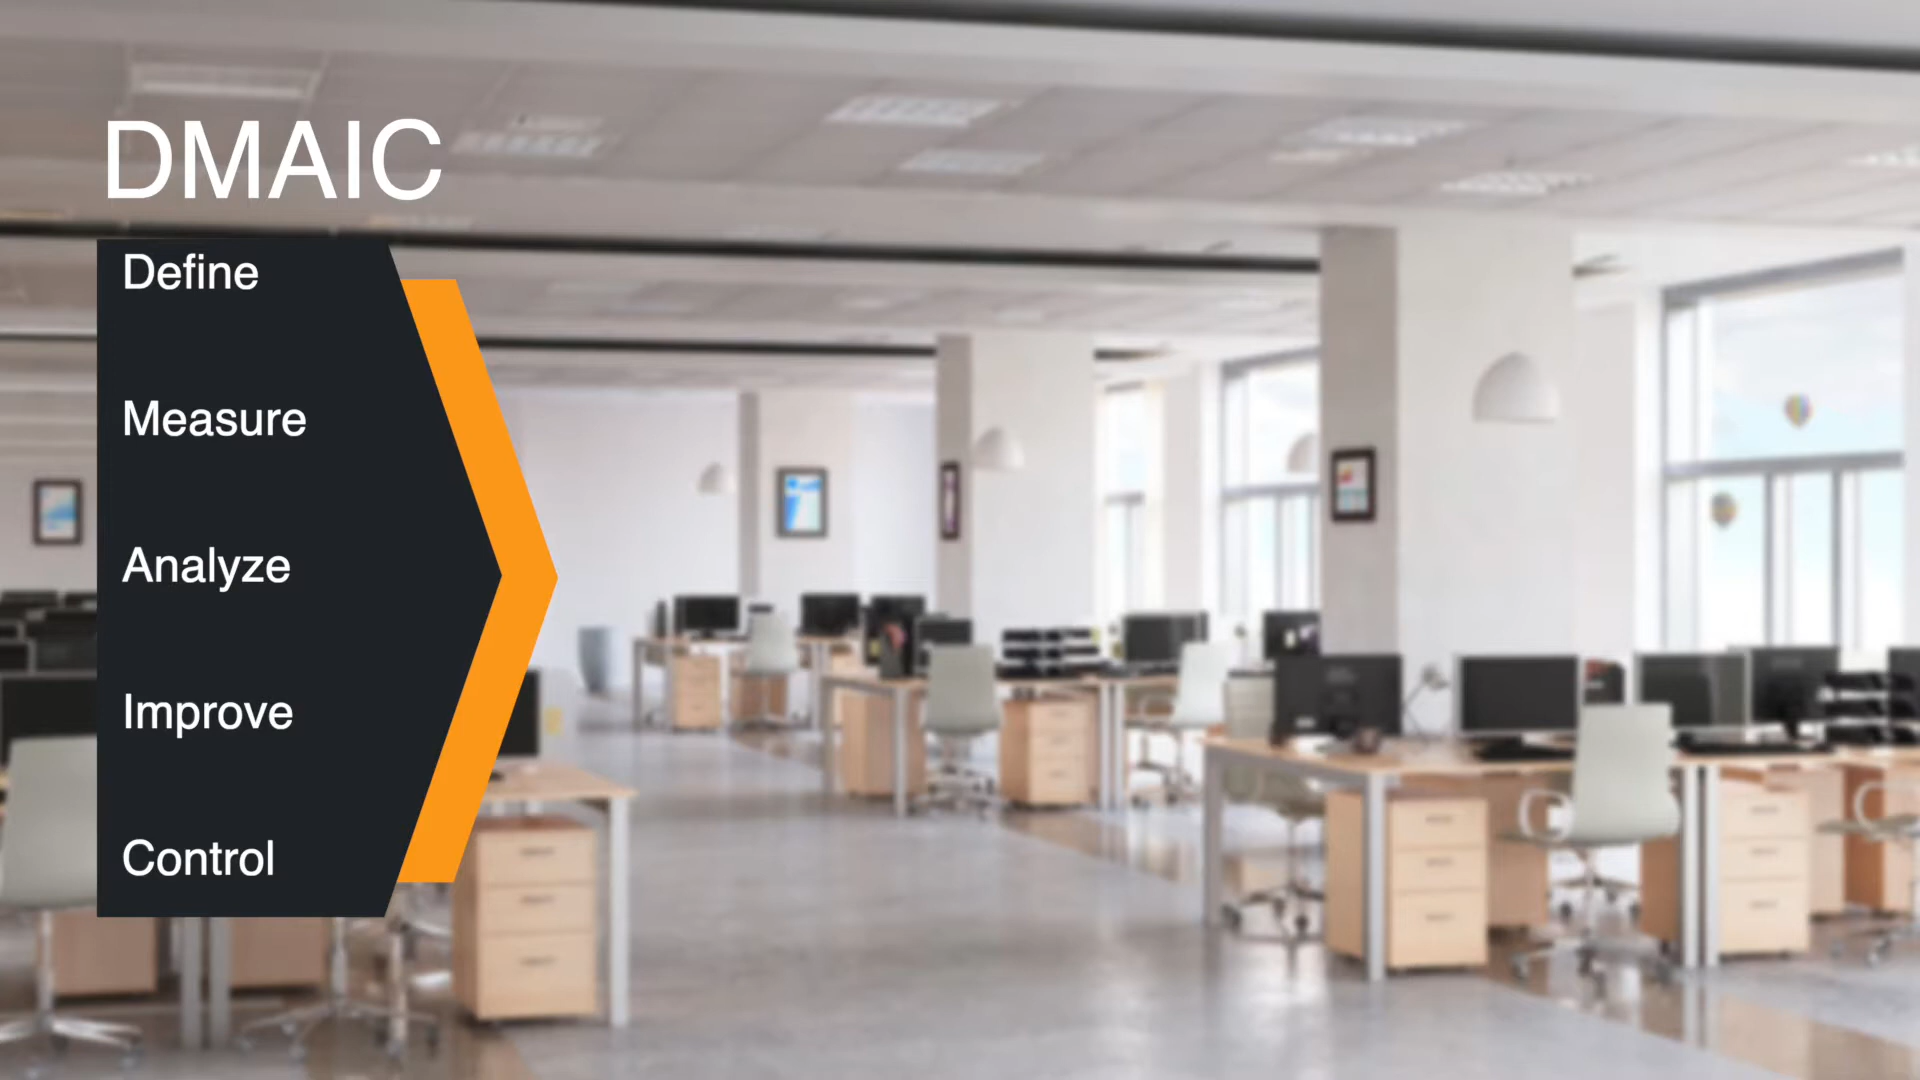 DMAIC
Define
Measure
Analyze
Improve
Control